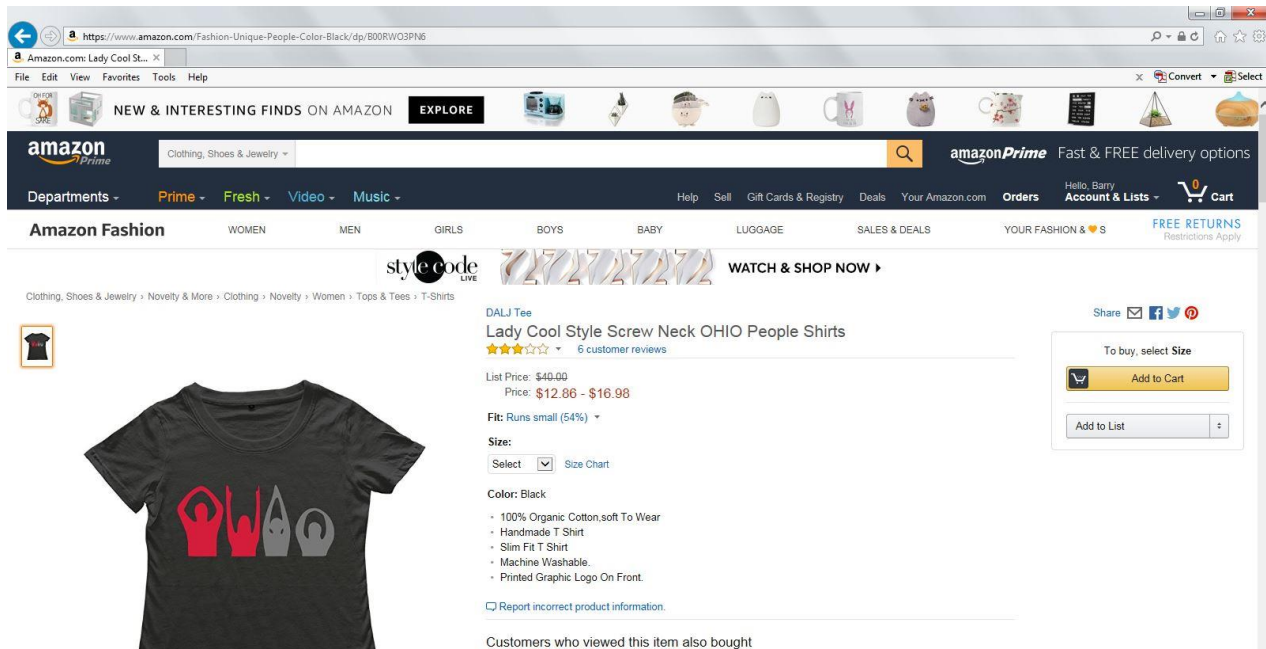 https://www.amazon.com/Fashion-Unique-People-Color-Black/dp/B00RWO3PN6
Amazon.com: Lady Cool St...
File Edit View Favorites Tools Help
Convert
Select
NEW & INTERESTING FINDS ON AMAZON
EXPLORE
amazon Prime
Clothing, Shoes & Jewelry
amazonPrime Fast & FREE delivery options
Departments
Prime
Fresh
Video
Music
Help
Sell
Gift Cards & Registry
Deals
Your Amazon.com
Orders
Hello, Barry
Account & Lists
0
Cart
Amazon Fashion
WOMEN
MEN
GIRLS
BOYS
BABY
LUGGAGE
SALES & DEALS
YOUR FASHION & 🧡 S
FREE RETURNS
Restrictions Apply
style code
LIVE
WATCH & SHOP NOW
Clothing, Shoes & Jewelry › Novelty & More › Clothing › Novelty › Women › Tops & Tees › T-Shirts
DALJ Tee
Lady Cool Style Screw Neck OHIO People Shirts
6 customer reviews
List Price: $40.00
Price: $12.86 - $16.98
Fit: Runs small (54%)
Size:
Select
Size Chart
Color: Black
100% Organic Cotton,soft To Wear
Handmade T Shirt
Slim Fit T Shirt
Machine Washable.
Printed Graphic Logo On Front.
Report incorrect product information.
Customers who viewed this item also bought
Share
To buy, select Size
Add to Cart
Add to List